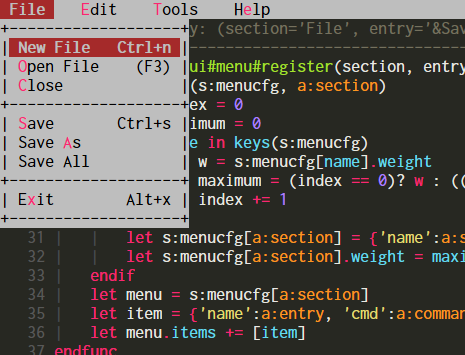 File Edit Tools Help
+------------------+y: (section='File', entry='&Sav
| New File Ctrl+n |
| Open File (F3) |ui#menu#register(section, entry
| Close |(s:menucfg, a:section)
+------------------+ex = 0
| Save Ctrl+s |imum = 0
| Save As |e in keys(s:menucfg)
| Save All | w = s:menucfg[name].weight
+------------------+ maximum = (index == 0)? w : ((
| Exit Alt+x | index += 1
+------------------+
31 | | let s:menucfg[a:section] = {'name':a:s
32 | | let s:menucfg[a:section].weight = maxi
33 | endif
34 | let menu = s:menucfg[a:section]
35 | let item = {'name':a:entry, 'cmd':a:comman
36 | let menu.items += [item]
37 endfunc